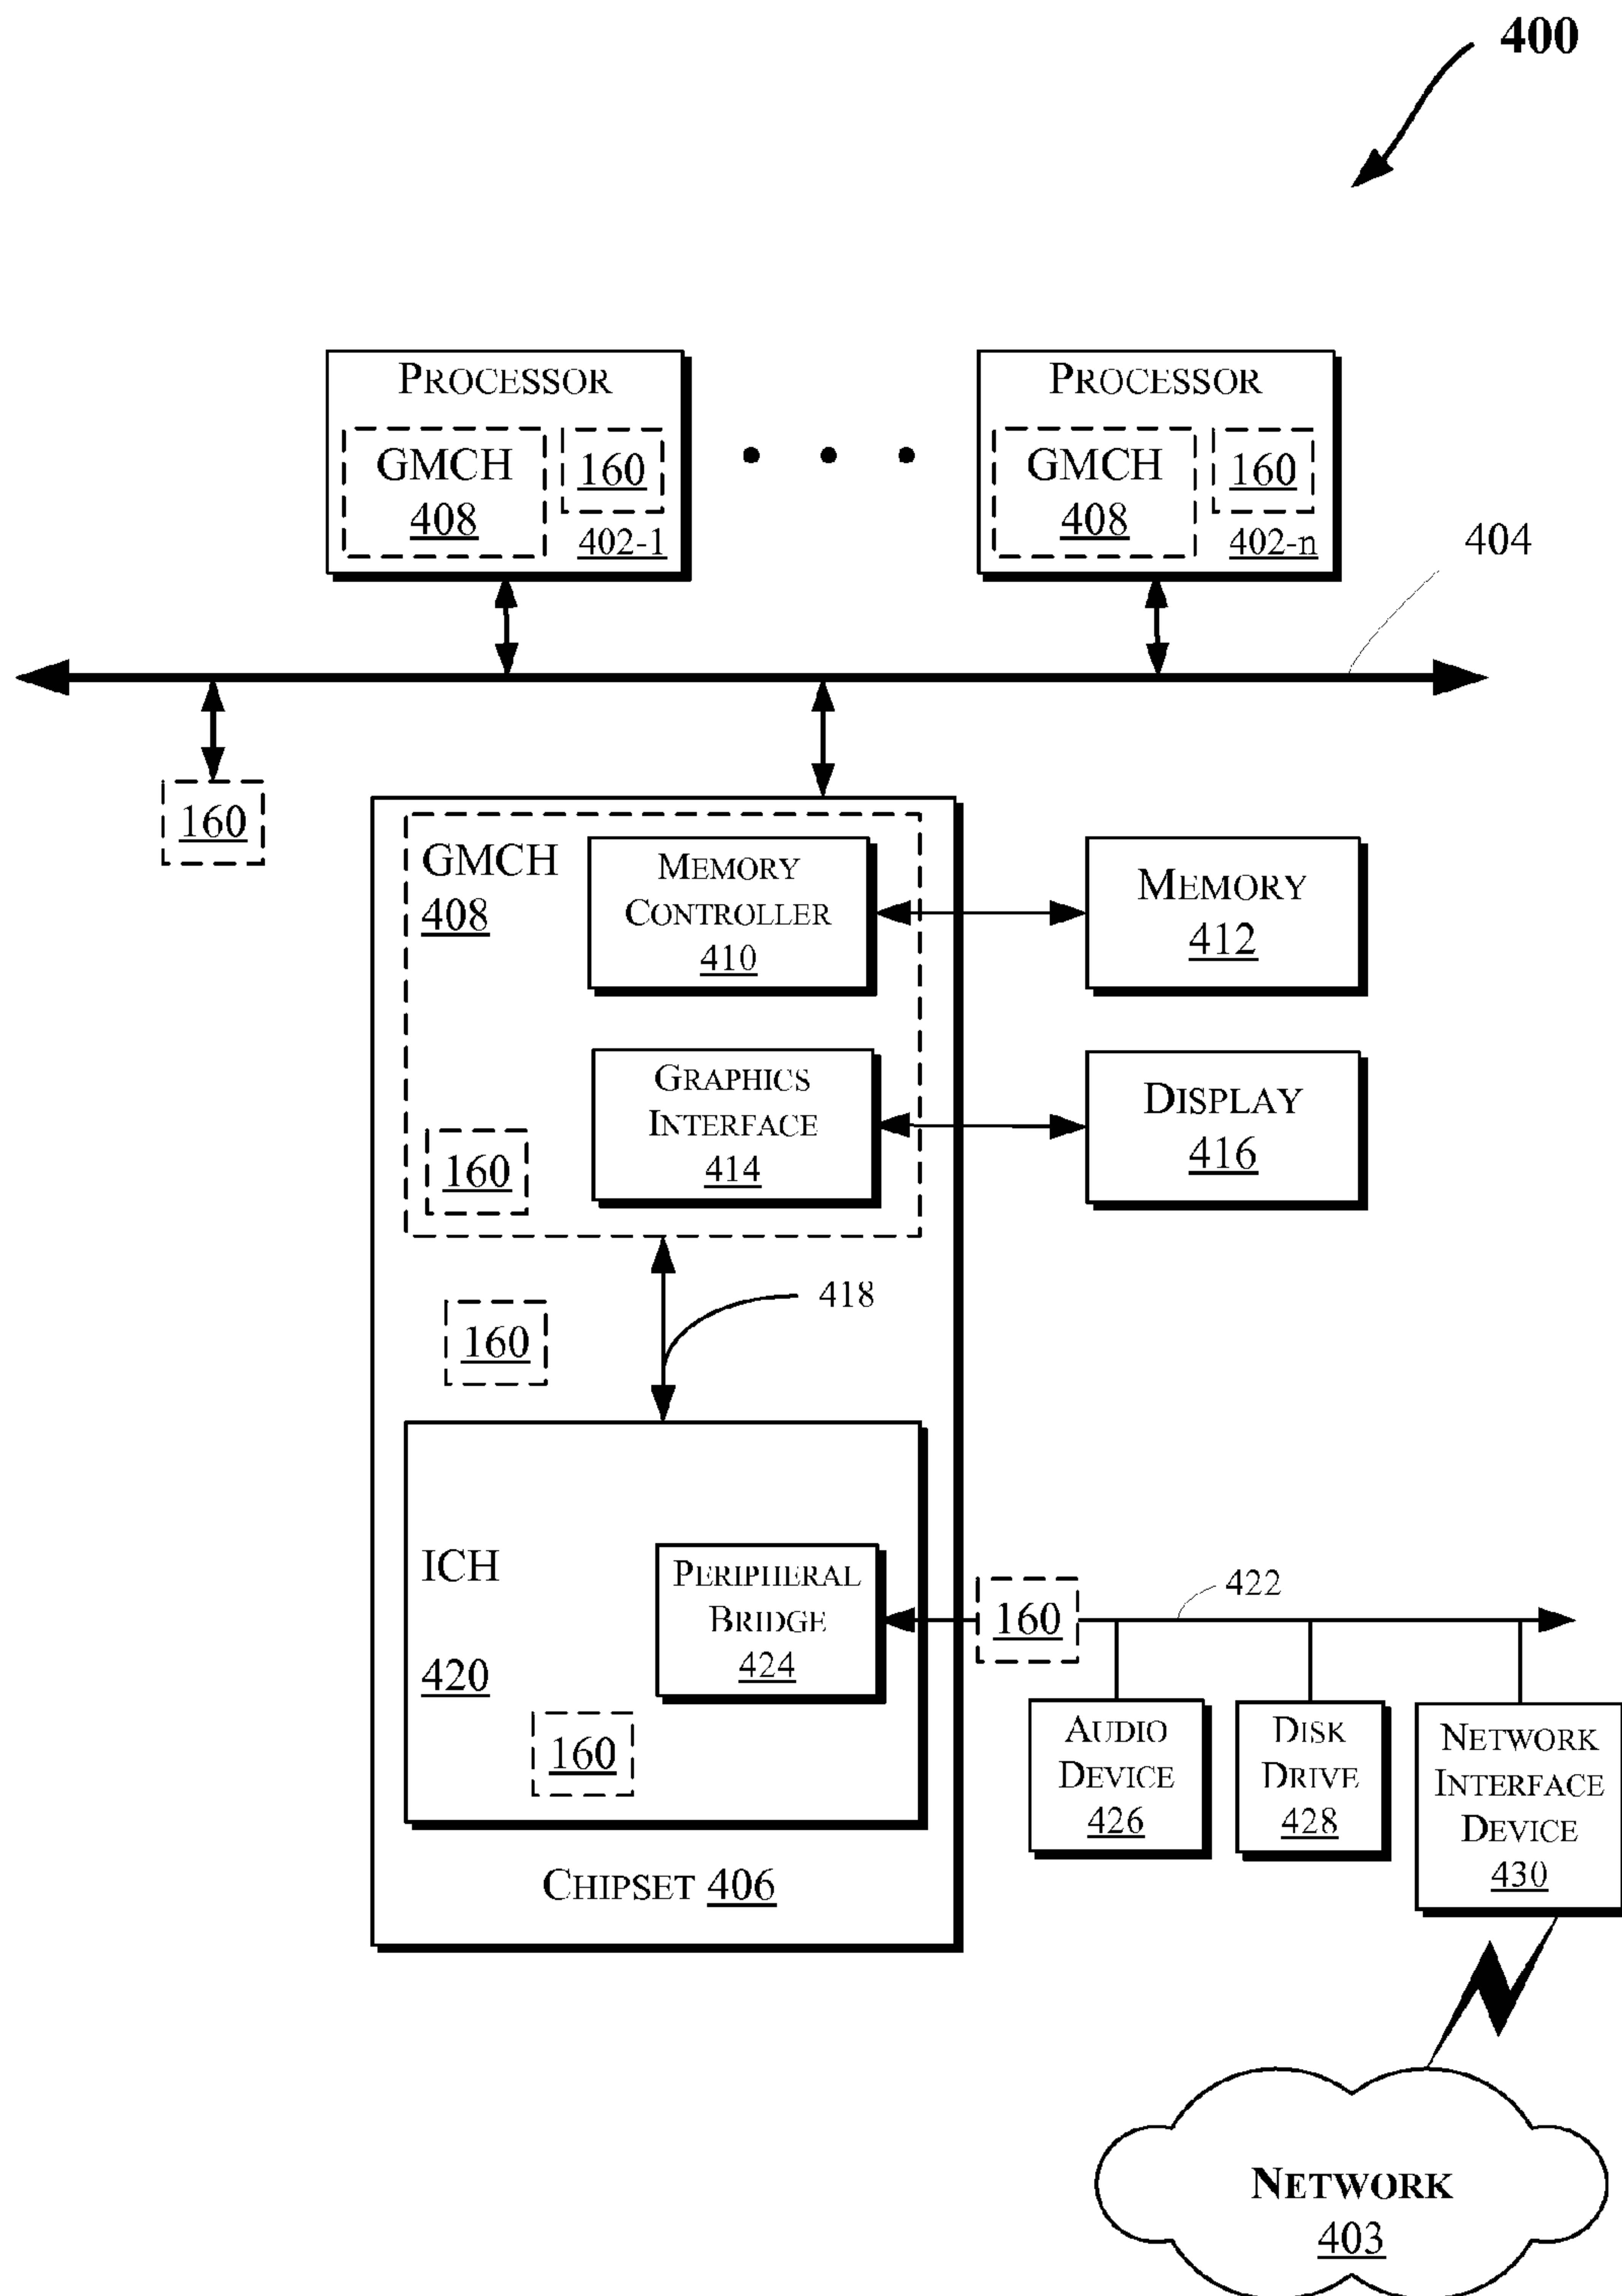 400
PROCESSOR
GMCH
408
160
402-1
PROCESSOR
GMCH
408
160
402-n
404
160
GMCH
408
MEMORY
CONTROLLER
410
MEMORY
412
GRAPHICS
INTERFACE
414
DISPLAY
416
160
418
160
ICH
420
PERIPHERAL
BRIDGE
424
160
422
160
AUDIO
DEVICE
426
DISK
DRIVE
428
NETWORK
INTERFACE
DEVICE
430
CHIPSET 406
NETWORK
403